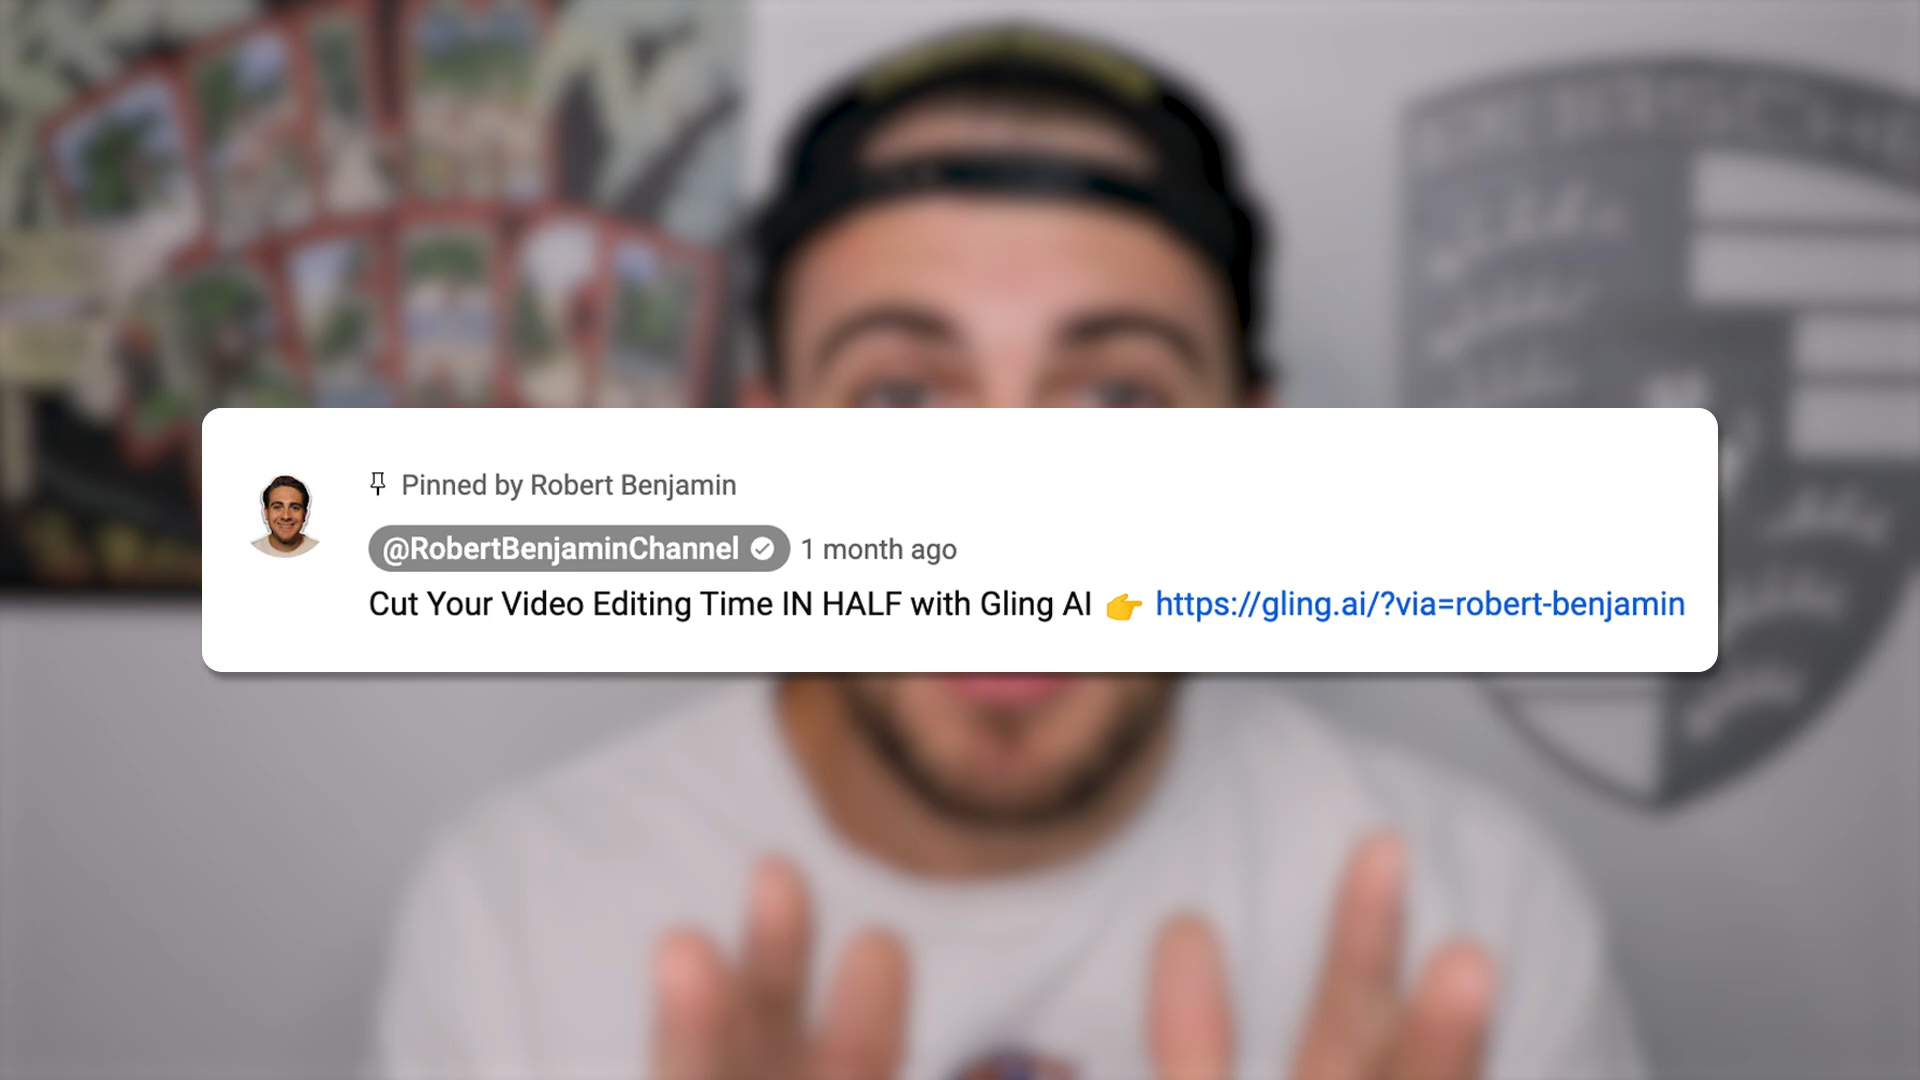 Pinned by Robert Benjamin
@RobertBenjaminChannel 1 month ago
Cut Your Video Editing Time IN HALF with Gling AI 👉 https://gling.ai/?via=robert-benjamin